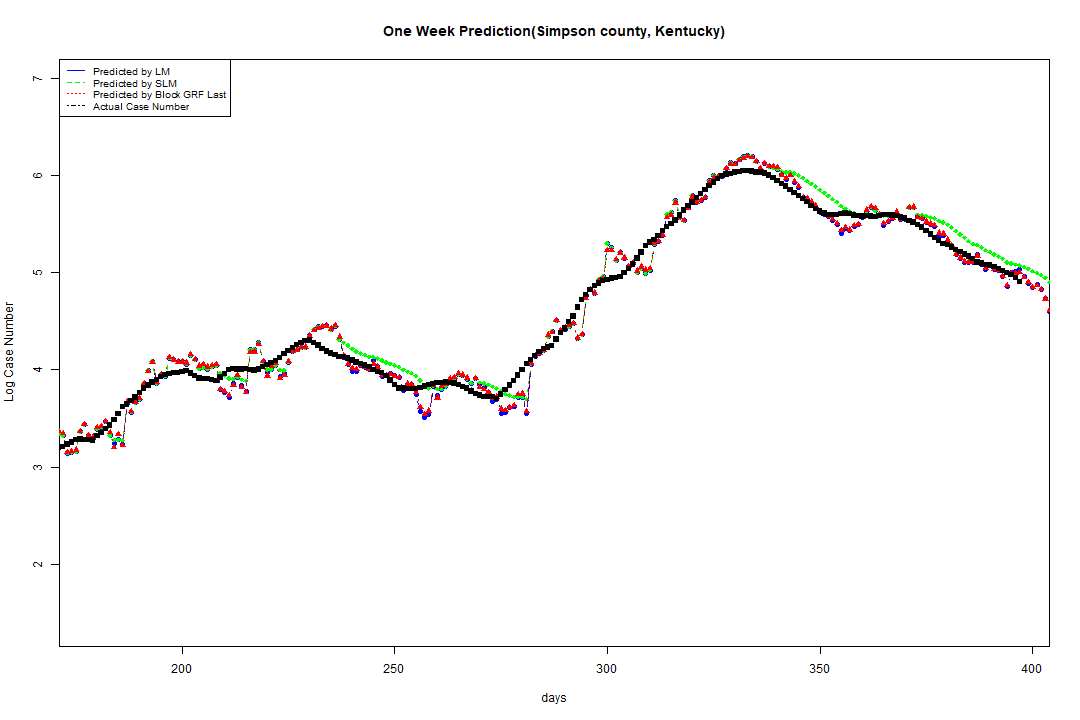 One Week Prediction(Simpson county, Kentucky)
Predicted by LM
Predicted by SLM
Predicted by Block GRF Last
Actual Case Number
7
6
5
4
3
2
Log Case Number
200
250
300
350
400
days